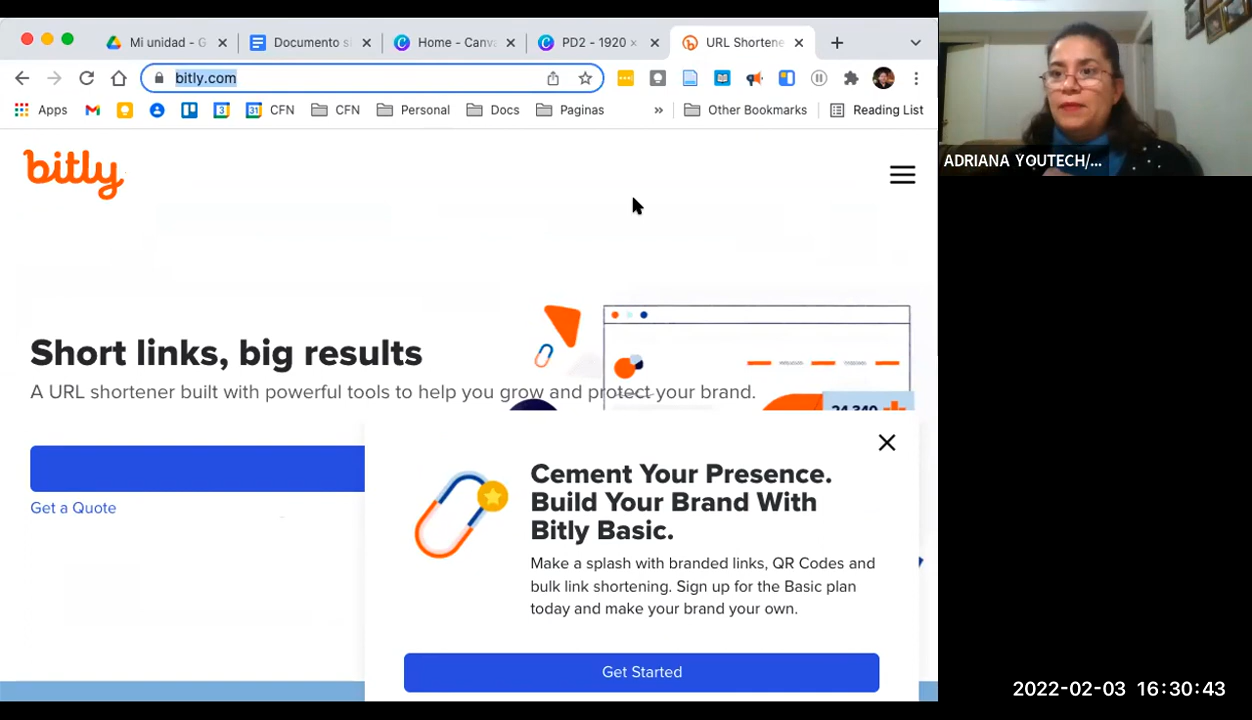 Mi unidad - G
Documento si
Home - Canva
PD2 - 1920 ×
URL Shortene
bitly.com
Apps
CFN
CFN
Personal
Docs
Paginas
»
Other Bookmarks
Reading List
bitly
Short links, big results
A URL shortener built with powerful tools to help you grow and protect your brand.
Get a Quote
Cement Your Presence.
Build Your Brand With
Bitly Basic.
Make a splash with branded links, QR Codes and
bulk link shortening. Sign up for the Basic plan
today and make your brand your own.
Get Started
ADRIANA YOUTECH/...
2022-02-03 16:30:43